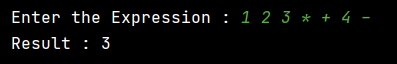 Enter the Expression : 1 2 3 * + 4 -
Result : 3